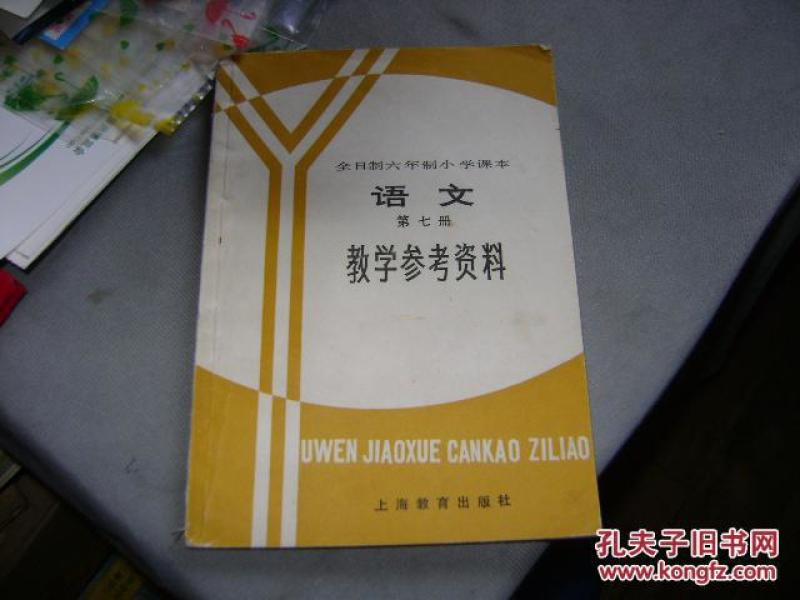 全日制六年制小学课本
语文
第七册
教学参考资料
UWEN JIAOXUE CANKAO ZILIAO
上海教育出版社
孔夫子旧书网
www.kongfz.com